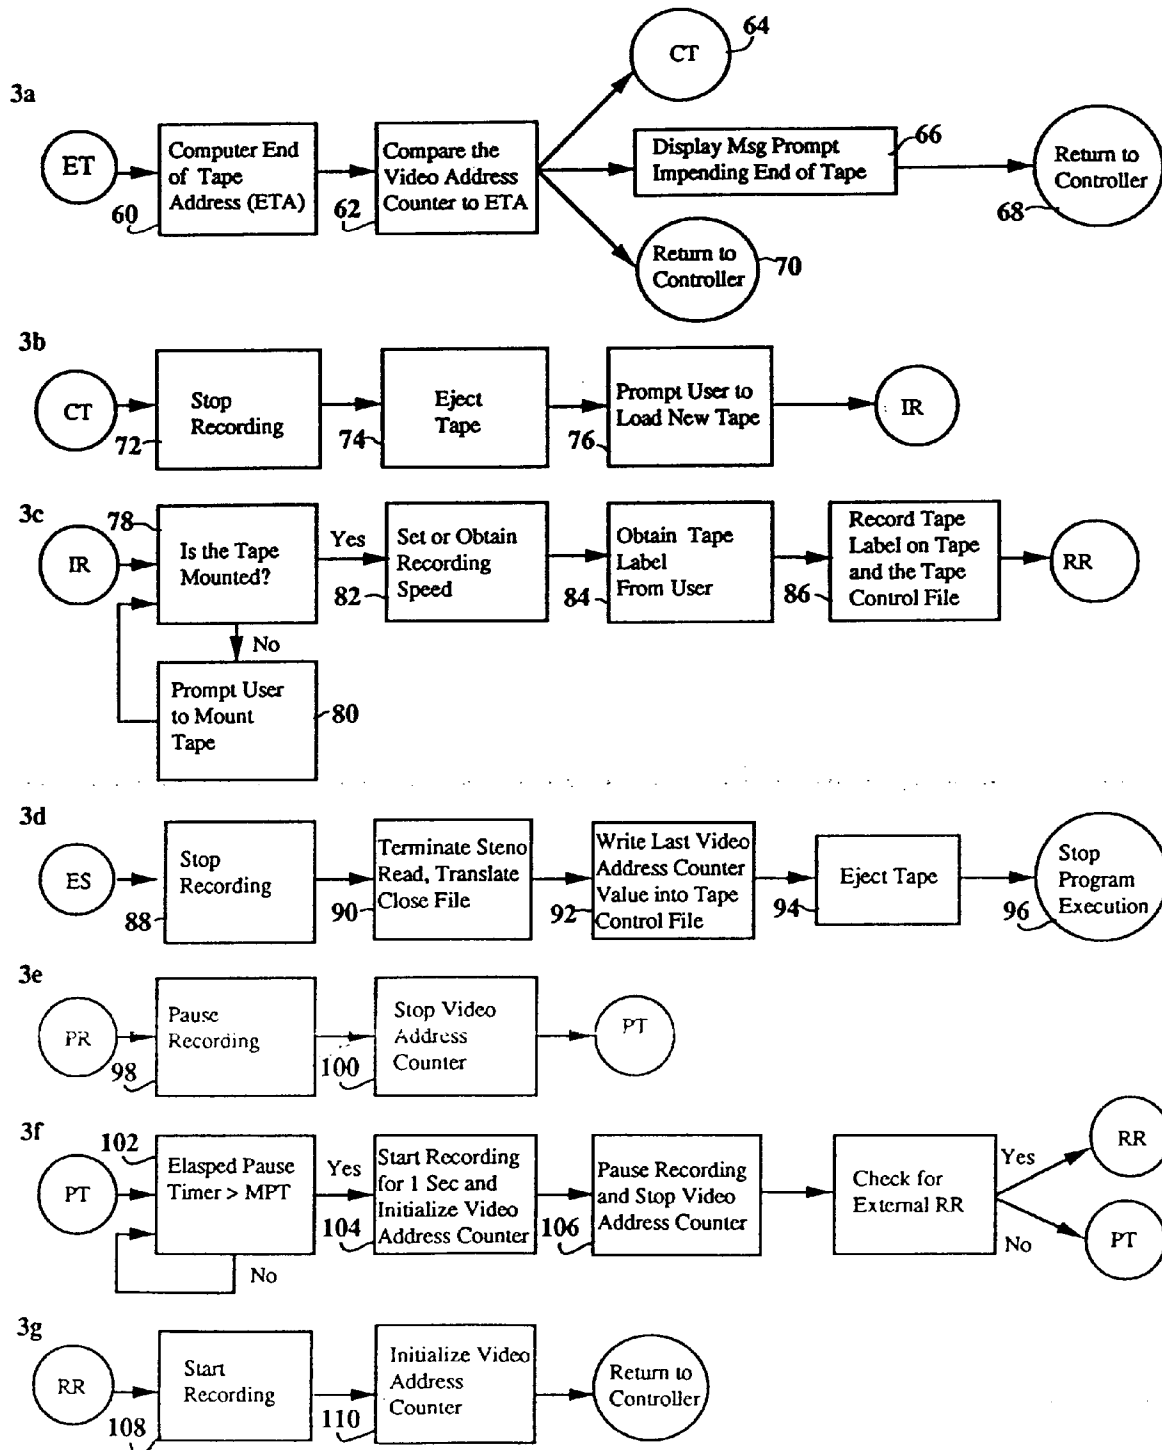 3a
ET
Computer End
of Tape
Address (ETA)
60
Compare the
Video Address
Counter to ETA
62
CT
64
Display Msg Prompt
Impending End of Tape
66
Return to
Controller
68
Return to
Controller
70
3b
CT
Stop
Recording
72
Eject
Tape
74
Prompt User to
Load New Tape
76
IR
3c
IR
78
Is the Tape
Mounted?
Yes
No
Prompt User
to Mount
Tape
80
Set or Obtain
Recording
Speed
82
Obtain Tape
Label
From User
84
Record Tape
Label on Tape
and the Tape
Control File
86
RR
3d
ES
Stop
Recording
88
Terminate Steno
Read, Translate
Close File
90
Write Last Video
Address Counter
Value into Tape
Control File
92
Eject Tape
94
Stop
Program
Execution
96
3e
PR
Pause
Recording
98
Stop Video
Address
Counter
100
PT
3f
PT
102
Elasped Pause
Timer > MPT
Yes
No
Start Recording
for 1 Sec and
Initialize Video
Address Counter
104
Pause Recording
and Stop Video
Address Counter
106
Check for
External RR
Yes
No
RR
PT
3g
RR
Start
Recording
108
Initialize Video
Address
Counter
110
Return to
Controller